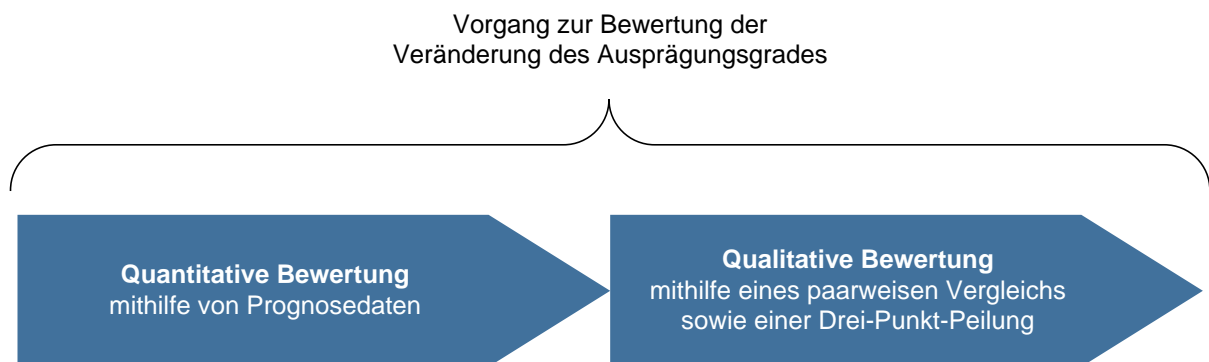 Vorgang zur Bewertung der
Veränderung des Ausprägungsgrades
Quantitative Bewertung
mithilfe von Prognosedaten
Qualitative Bewertung
mithilfe eines paarweisen Vergleichs
sowie einer Drei-Punkt-Peilung